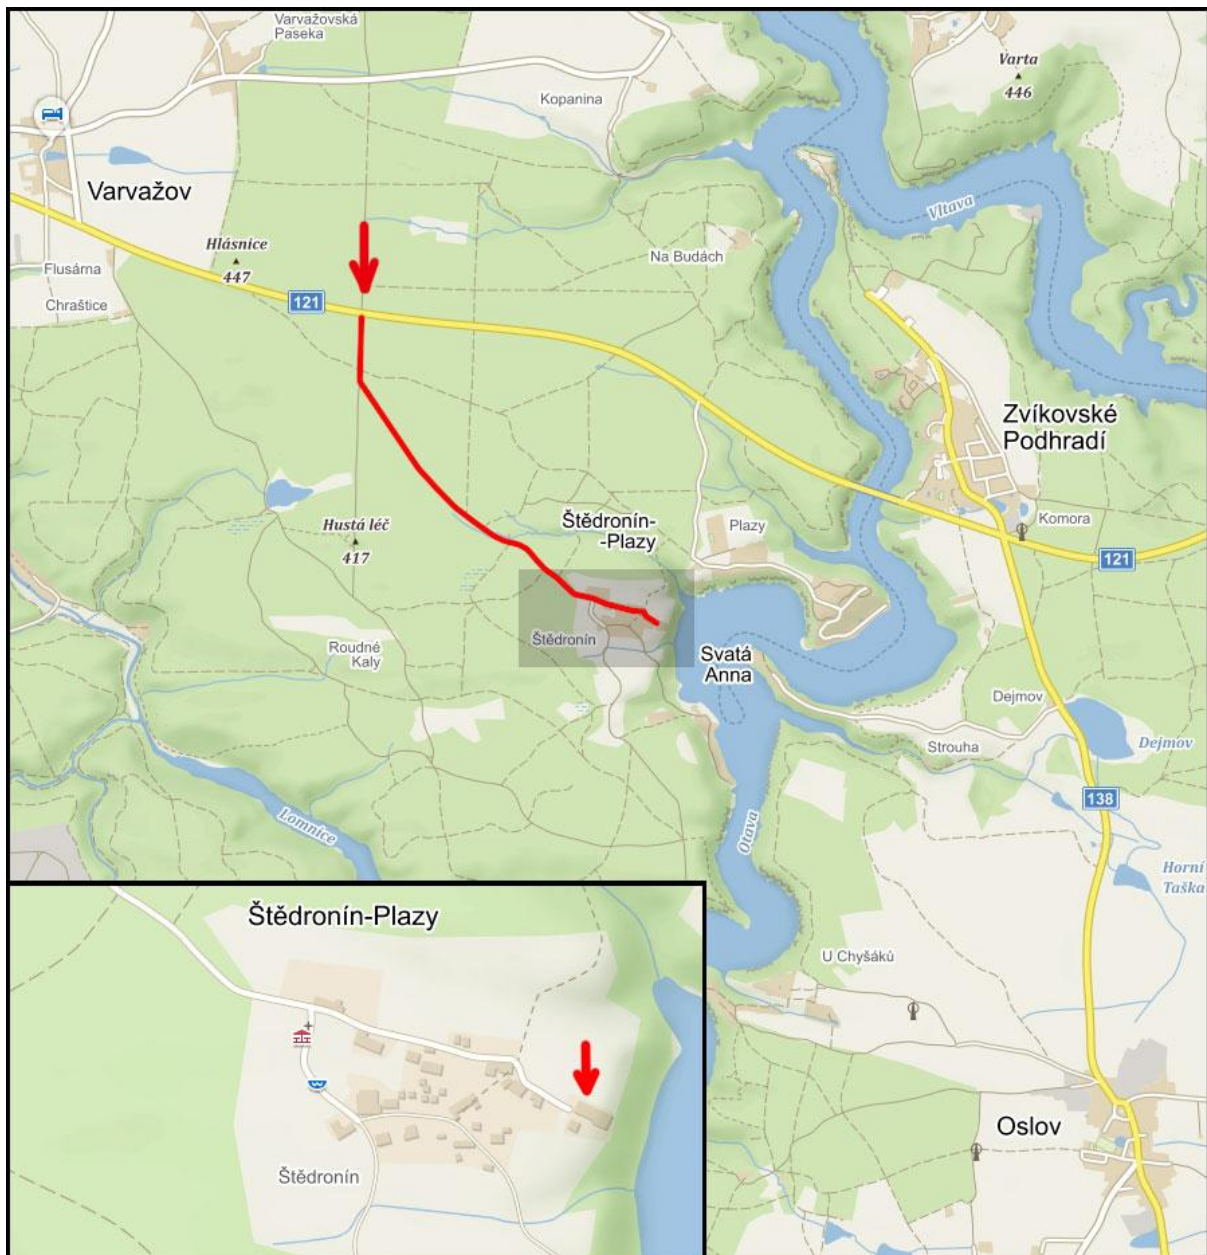 Varvažovská
Paseka
Varta
446
Kopanina
Varvažov
Vltava
Hlásnice
447
Na Budách
Flusárna
Chraštice
121
Zvíkovské
Podhradí
Hustá léč
417
Štědronín-
-Plazy
Plazy
Komora
121
Štědronín
Roudné
Kaly
Svatá
Anna
Dejmov
Strouha
Dejmov
138
Lomnice
Otava
Horní
Taška
Štědronín-Plazy
U Chyšáků
Oslov
Štědronín